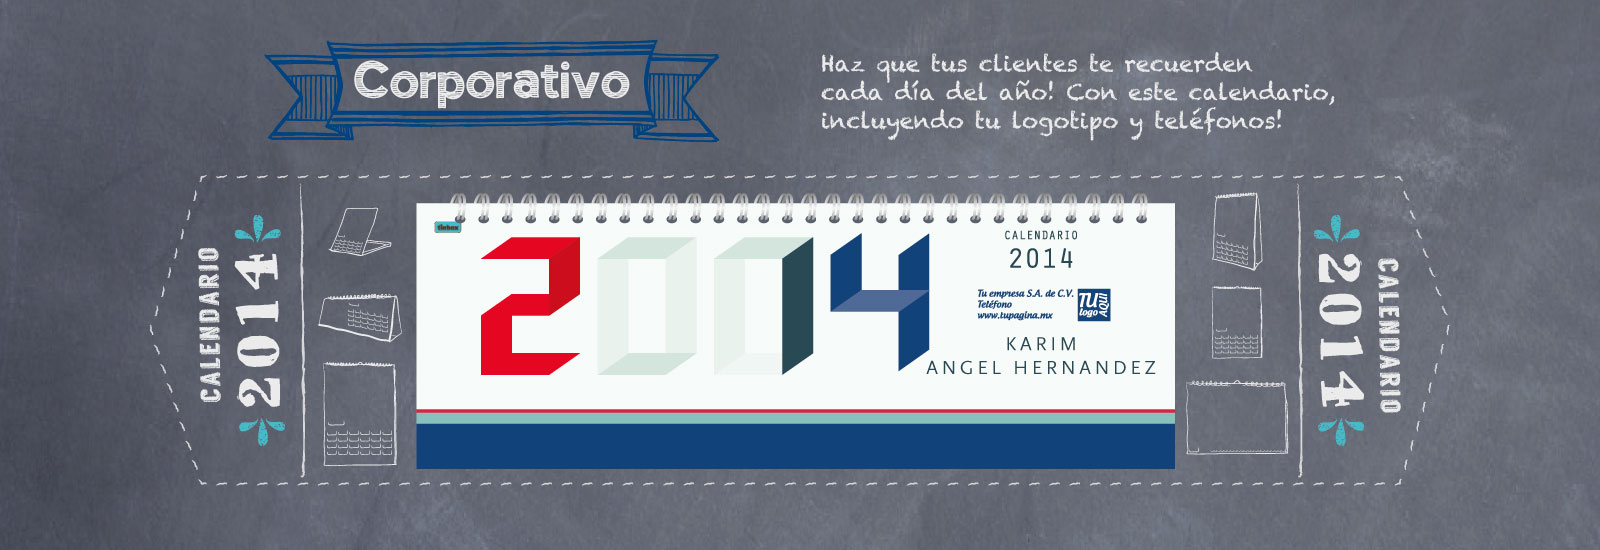 Corporativo
Haz que tus clientes te recuerden
cada día del año! Con este calendario,
incluyendo tu logotipo y teléfonos!
CALENDARIO
2014
tinbox
2014
CALENDARIO
2014
Tu empresa S.A. de C.V.
Teléfono
www.tupagina.mx
TU
logo
AQUI
KARIM
ANGEL HERNANDEZ
CALENDARIO
2014